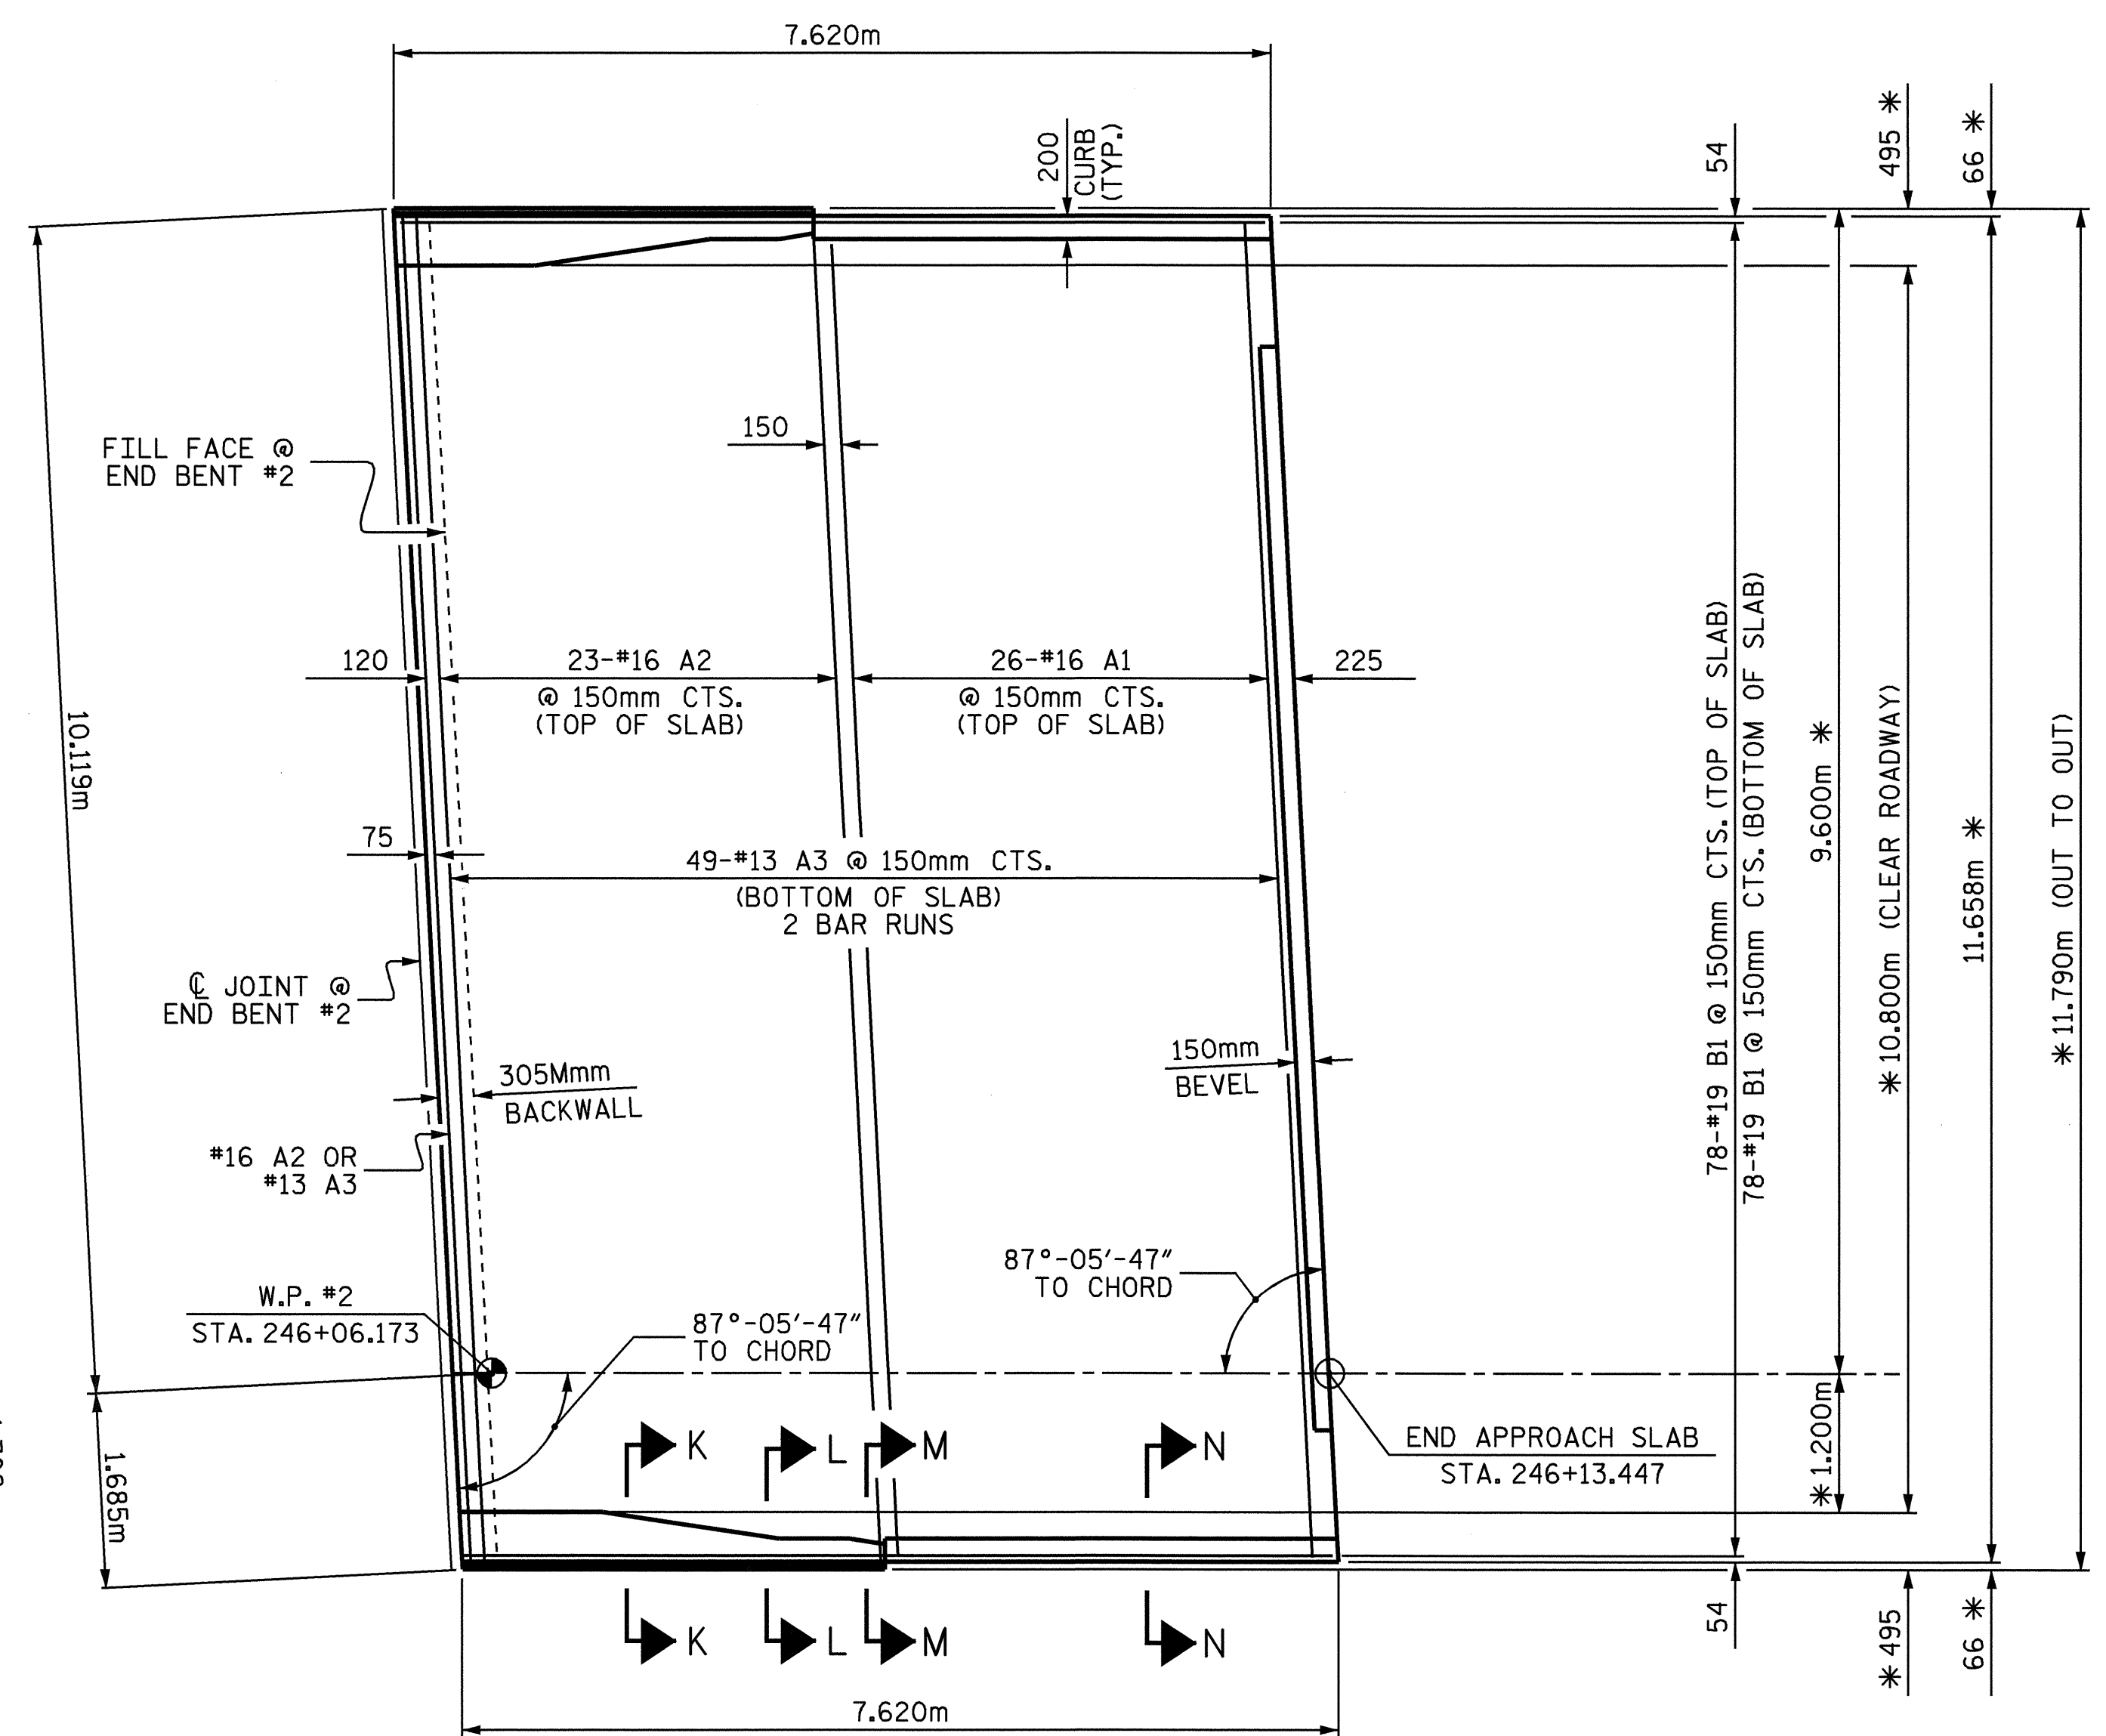 7.620m
200
CURB
(TYP.)
54
495 *
66 *
FILL FACE @
END BENT #2
150
120
23-#16 A2
@ 150mm CTS.
(TOP OF SLAB)
26-#16 A1
@ 150mm CTS.
(TOP OF SLAB)
225
10.119m
75
49-#13 A3 @ 150mm CTS.
(BOTTOM OF SLAB)
2 BAR RUNS
℄ JOINT @
END BENT #2
305Mmm
BACKWALL
150mm
BEVEL
#16 A2 OR
#13 A3
78-#19 B1 @ 150mm CTS. (TOP OF SLAB)
78-#19 B1 @ 150mm CTS. (BOTTOM OF SLAB)
9.600m *
*10.800m (CLEAR ROADWAY)
11.658m *
*11.790m (OUT TO OUT)
W.P. #2
STA. 246+06.173
87°-05′-47″
TO CHORD
87°-05′-47″
TO CHORD
1.685m
K
L
M
N
END APPROACH SLAB
STA. 246+13.447
*1.200m
K
L
M
N
54
*495
66 *
7.620m